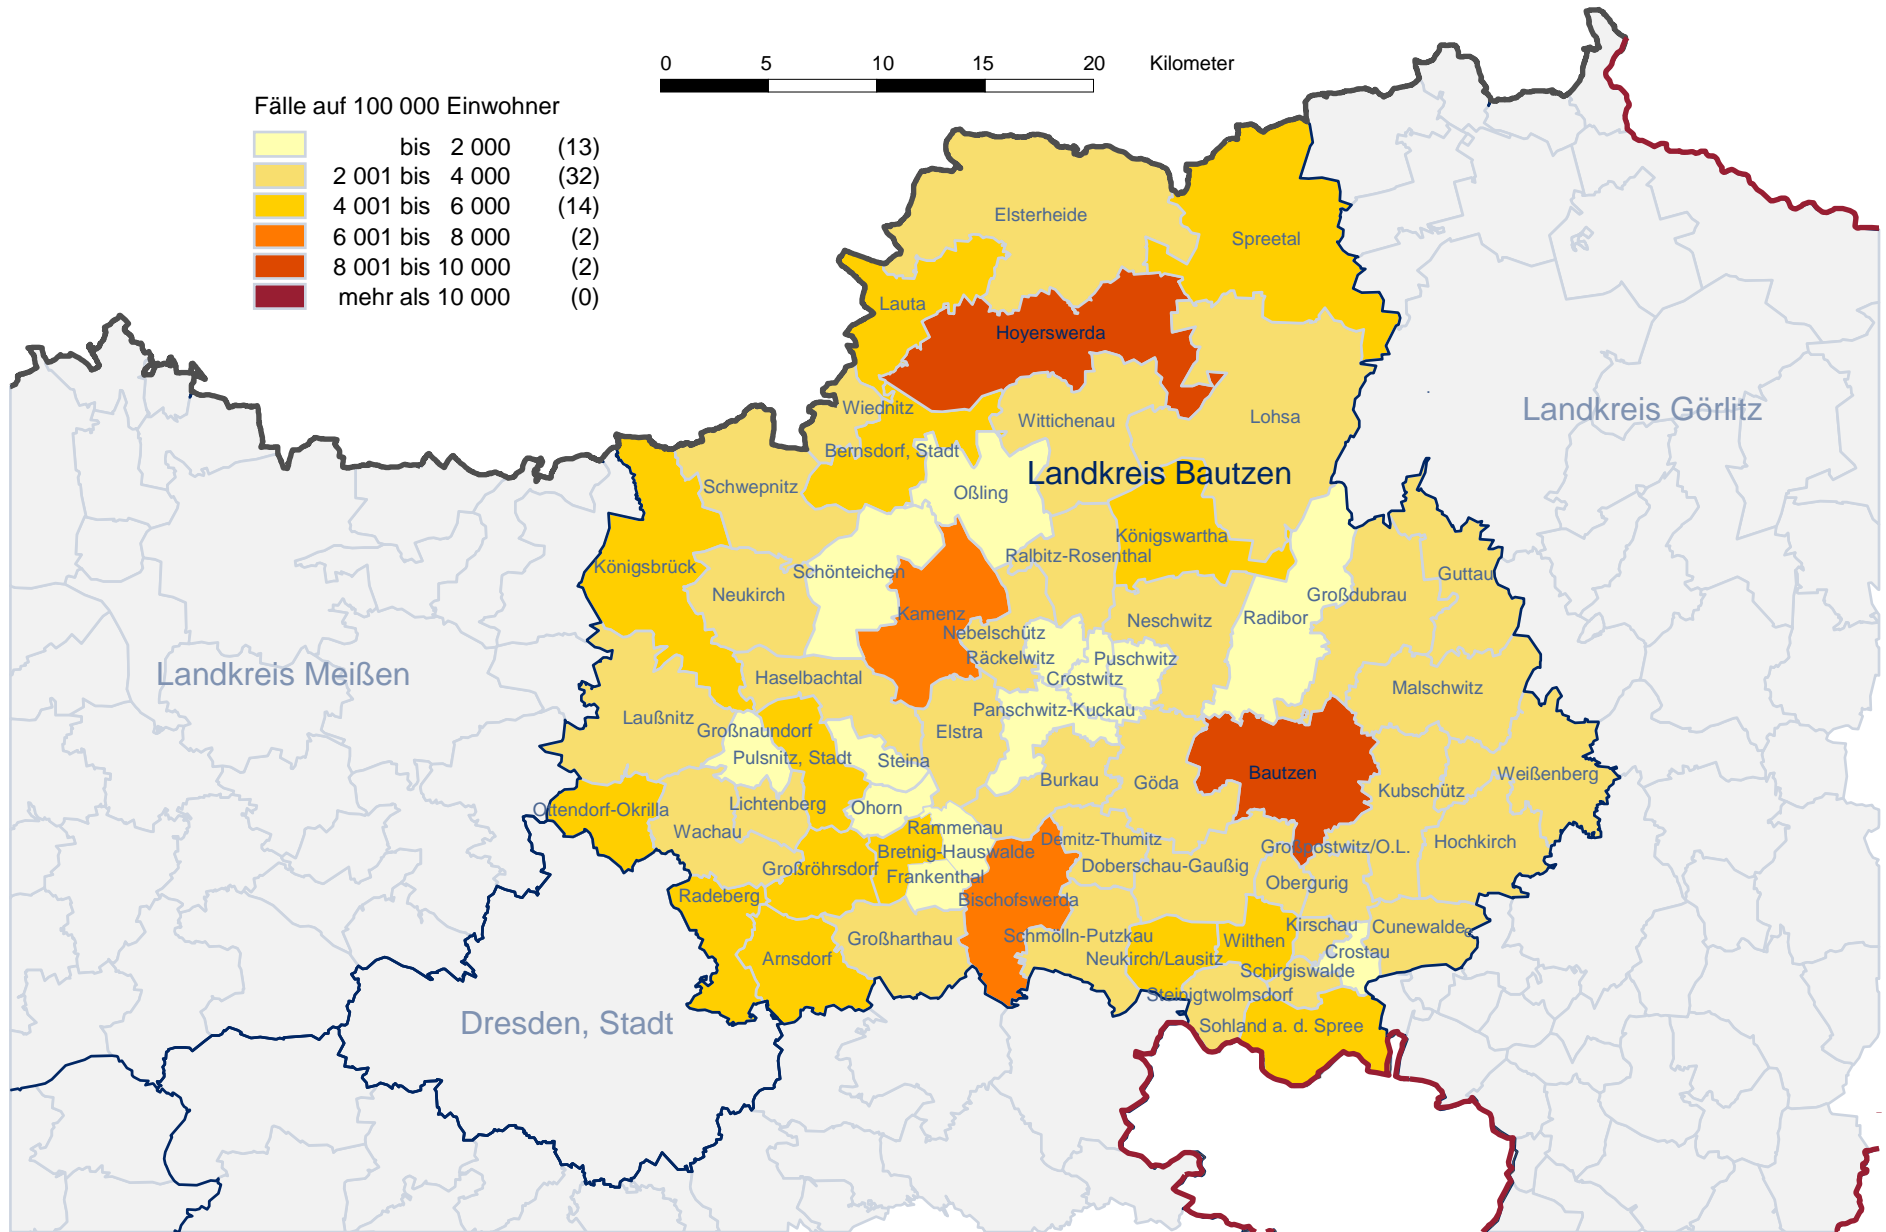 0 5 10 15 20 Kilometer
Fälle auf 100 000 Einwohner
bis 2 000 (13)
2 001 bis 4 000 (32)
4 001 bis 6 000 (14)
6 001 bis 8 000 (2)
8 001 bis 10 000 (2)
mehr als 10 000 (0)
Elsterheide
Spreetal
Lauta
Hoyerswerda
Wiednitz
Wittichenau
Lohsa
Landkreis Görlitz
Bernsdorf, Stadt
Landkreis Bautzen
Schwepnitz
Oßling
Königswartha
Ralbitz-Rosenthal
Königsbrück
Schönteichen
Guttau
Neukirch
Großdubrau
Kamenz
Neschwitz
Radibor
Nebelschütz
Räckelwitz
Puschwitz
Landkreis Meißen
Haselbachtal
Crostwitz
Malschwitz
Panschwitz-Kuckau
Laußnitz
Großnaundorf
Elstra
Pulsnitz, Stadt
Steina
Burkau
Göda
Bautzen
Weißenberg
Kubschütz
Ottendorf-Okrilla
Lichtenberg
Ohorn
Wachau
Rammenau
Demitz-Thumitz
Großpostwitz/O.L.
Hochkirch
Bretnig-Hauswalde
Großröhrsdorf
Frankenthal
Doberschau-Gaußig
Obergurig
Radeberg
Bischofswerda
Großharthau
Schmölln-Putzkau
Wilthen
Kirschau
Cunewalde
Arnsdorf
Neukirch/Lausitz
Crostau
Schirgiswalde
Steinigtwolmsdorf
Dresden, Stadt
Sohland a. d. Spree